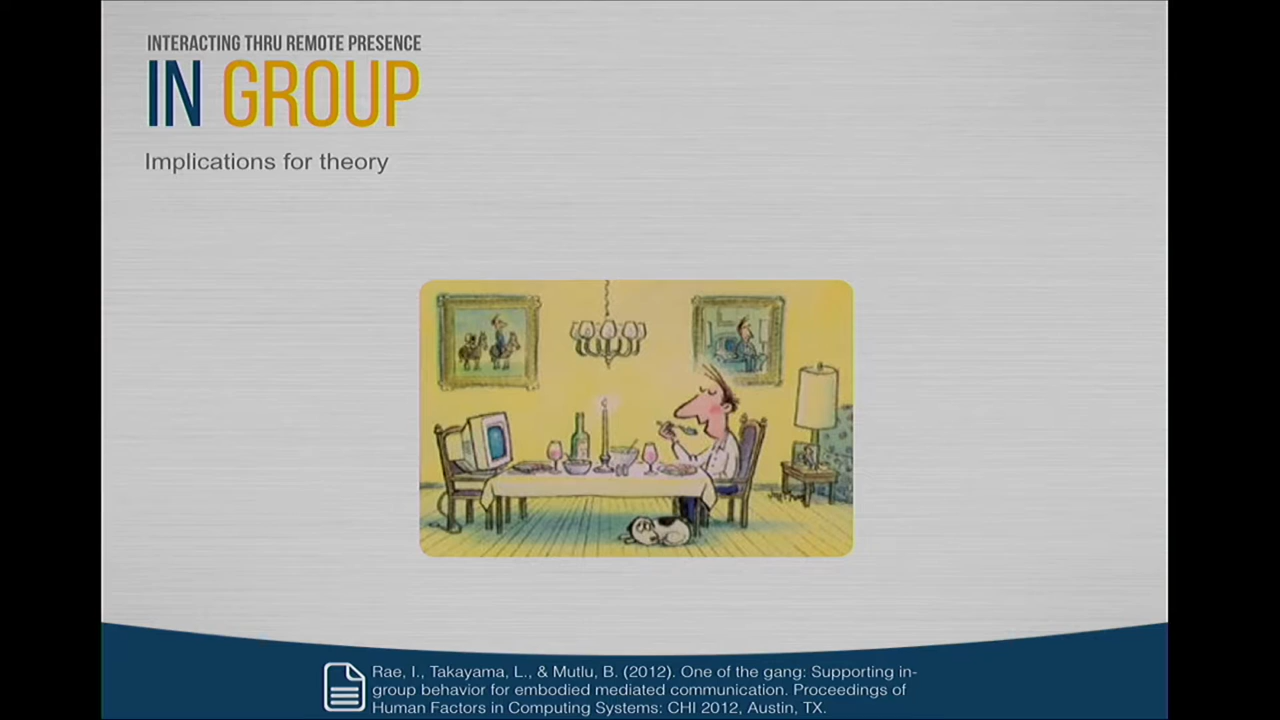 INTERACTING THRU REMOTE PRESENCE
IN GROUP
Implications for theory
Rae, I., Takayama, L., & Mutlu, B. (2012). One of the gang: Supporting in-
group behavior for embodied mediated communication. Proceedings of
Human Factors in Computing Systems: CHI 2012, Austin, TX.